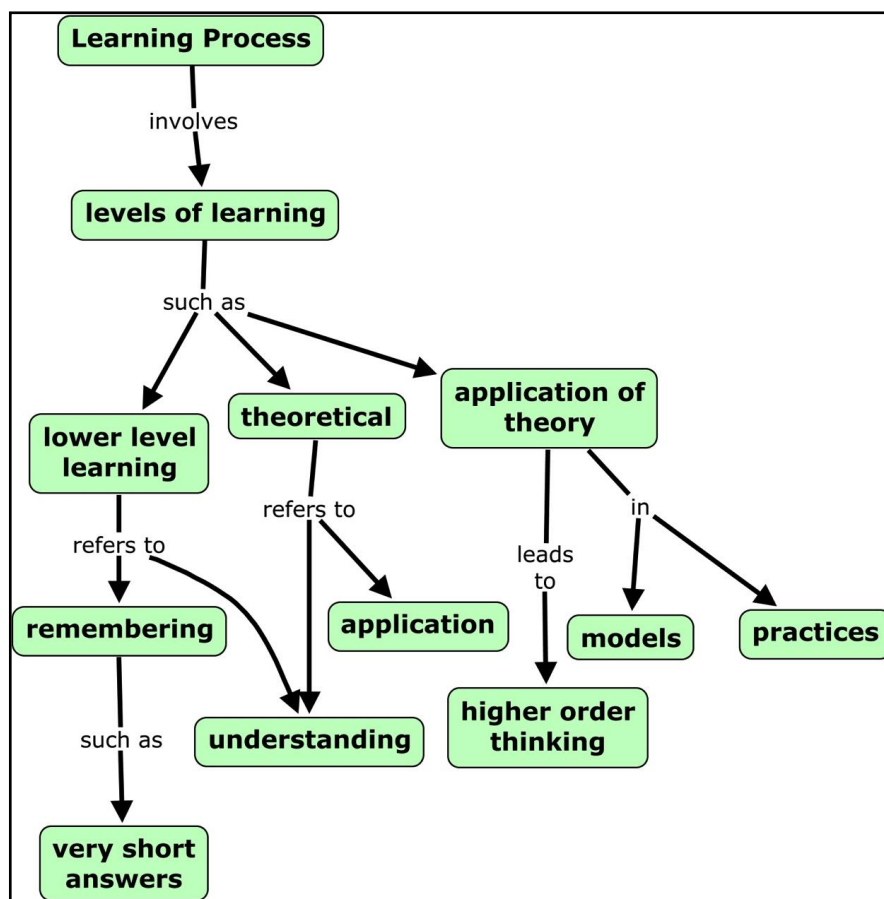 Learning Process
involves
levels of learning
such as
lower level
learning
theoretical
application of
theory
refers to
refers to
leads
to
in
remembering
application
models
practices
such as
understanding
higher order
thinking
very short
answers